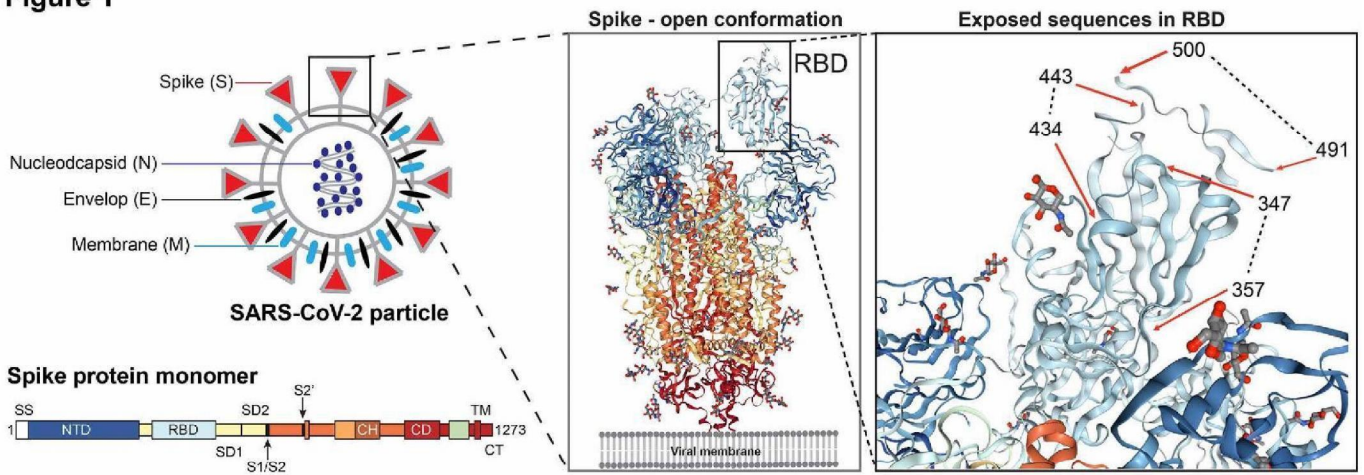 Figure 1
Spike - open conformation
Exposed sequences in RBD
Spike (S)
Nucleodcapsid (N)
Envelop (E)
Membrane (M)
SARS-CoV-2 particle
Spike protein monomer
SS
SD2
S2'
TM
1
NTD
RBD
CH
CD
1273
SD1
S1/S2
CT
RBD
Viral membrane
500
443
434
491
347
357